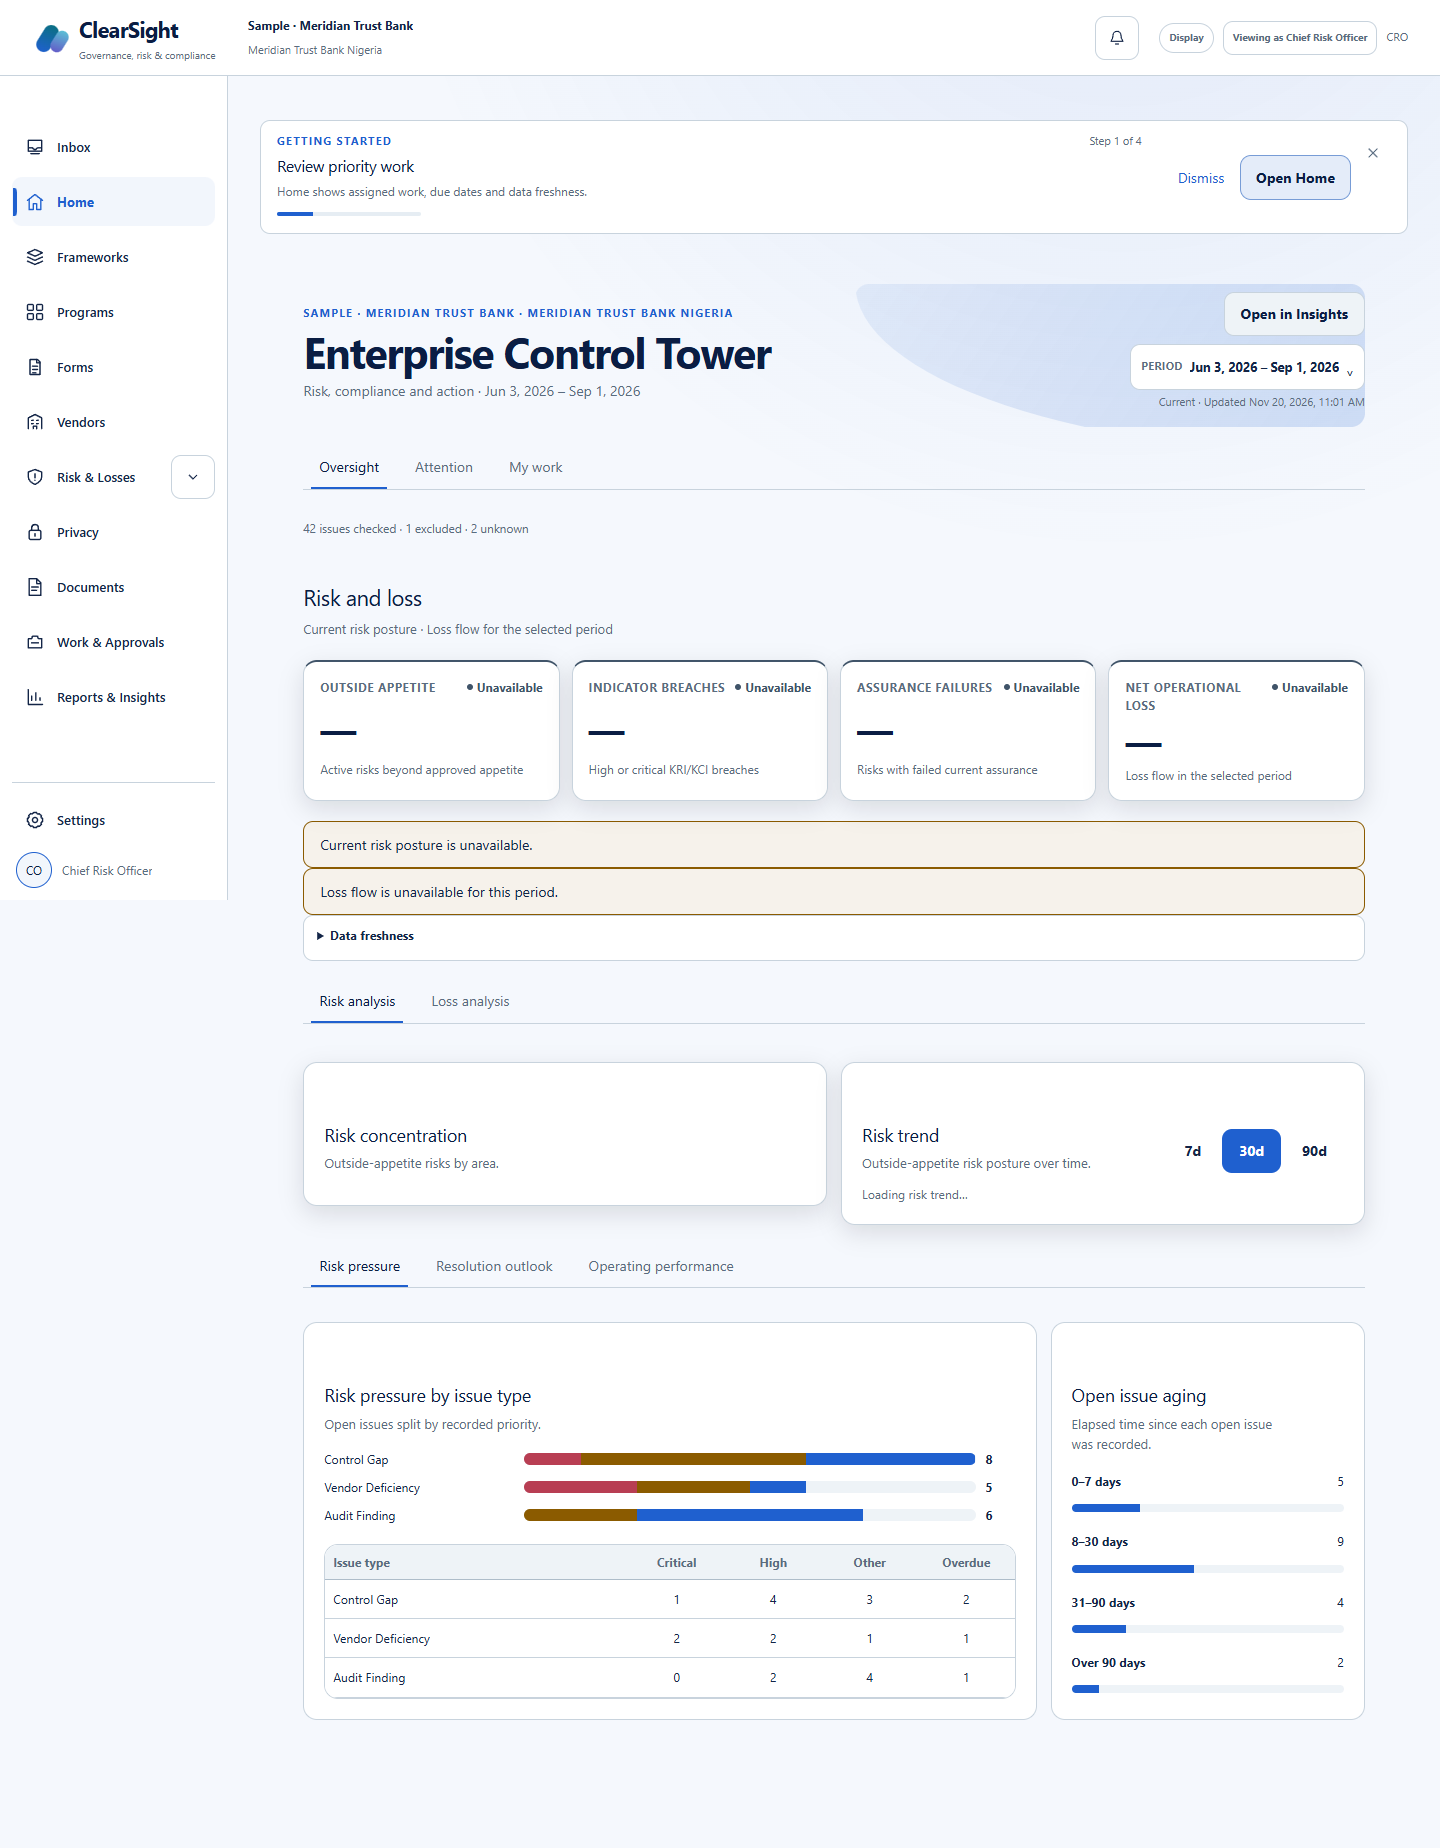 ClearSight
Governance, risk & compliance
Sample · Meridian Trust Bank
Meridian Trust Bank Nigeria
Display
Viewing as Chief Risk Officer
CRO
Inbox
Home
Frameworks
Programs
Forms
Vendors
Risk & Losses
Privacy
Documents
Work & Approvals
Reports & Insights
Settings
CO
Chief Risk Officer
GETTING STARTED
Step 1 of 4
Review priority work
Home shows assigned work, due dates and data freshness.
Dismiss
Open Home
SAMPLE · MERIDIAN TRUST BANK · MERIDIAN TRUST BANK NIGERIA
Enterprise Control Tower
Risk, compliance and action · Jun 3, 2026 – Sep 1, 2026
Open in Insights
PERIOD Jun 3, 2026 – Sep 1, 2026
Current · Updated Nov 20, 2026, 11:01 AM
Oversight
Attention
My work
42 issues checked · 1 excluded · 2 unknown
Risk and loss
Current risk posture · Loss flow for the selected period
OUTSIDE APPETITE
Unavailable
—
Active risks beyond approved appetite
INDICATOR BREACHES
Unavailable
—
High or critical KRI/KCI breaches
ASSURANCE FAILURES
Unavailable
—
Risks with failed current assurance
NET OPERATIONAL
LOSS
Unavailable
—
Loss flow in the selected period
Current risk posture is unavailable.
Loss flow is unavailable for this period.
Data freshness
Risk analysis
Loss analysis
Risk concentration
Outside-appetite risks by area.
Risk trend
Outside-appetite risk posture over time.
7d
30d
90d
Loading risk trend...
Risk pressure
Resolution outlook
Operating performance
Risk pressure by issue type
Open issues split by recorded priority.
Control Gap 8
Vendor Deficiency 5
Audit Finding 6
Issue type Critical High Other Overdue
Control Gap 1 4 3 2
Vendor Deficiency 2 2 1 1
Audit Finding 0 2 4 1
Open issue aging
Elapsed time since each open issue
was recorded.
0–7 days 5
8–30 days 9
31–90 days 4
Over 90 days 2